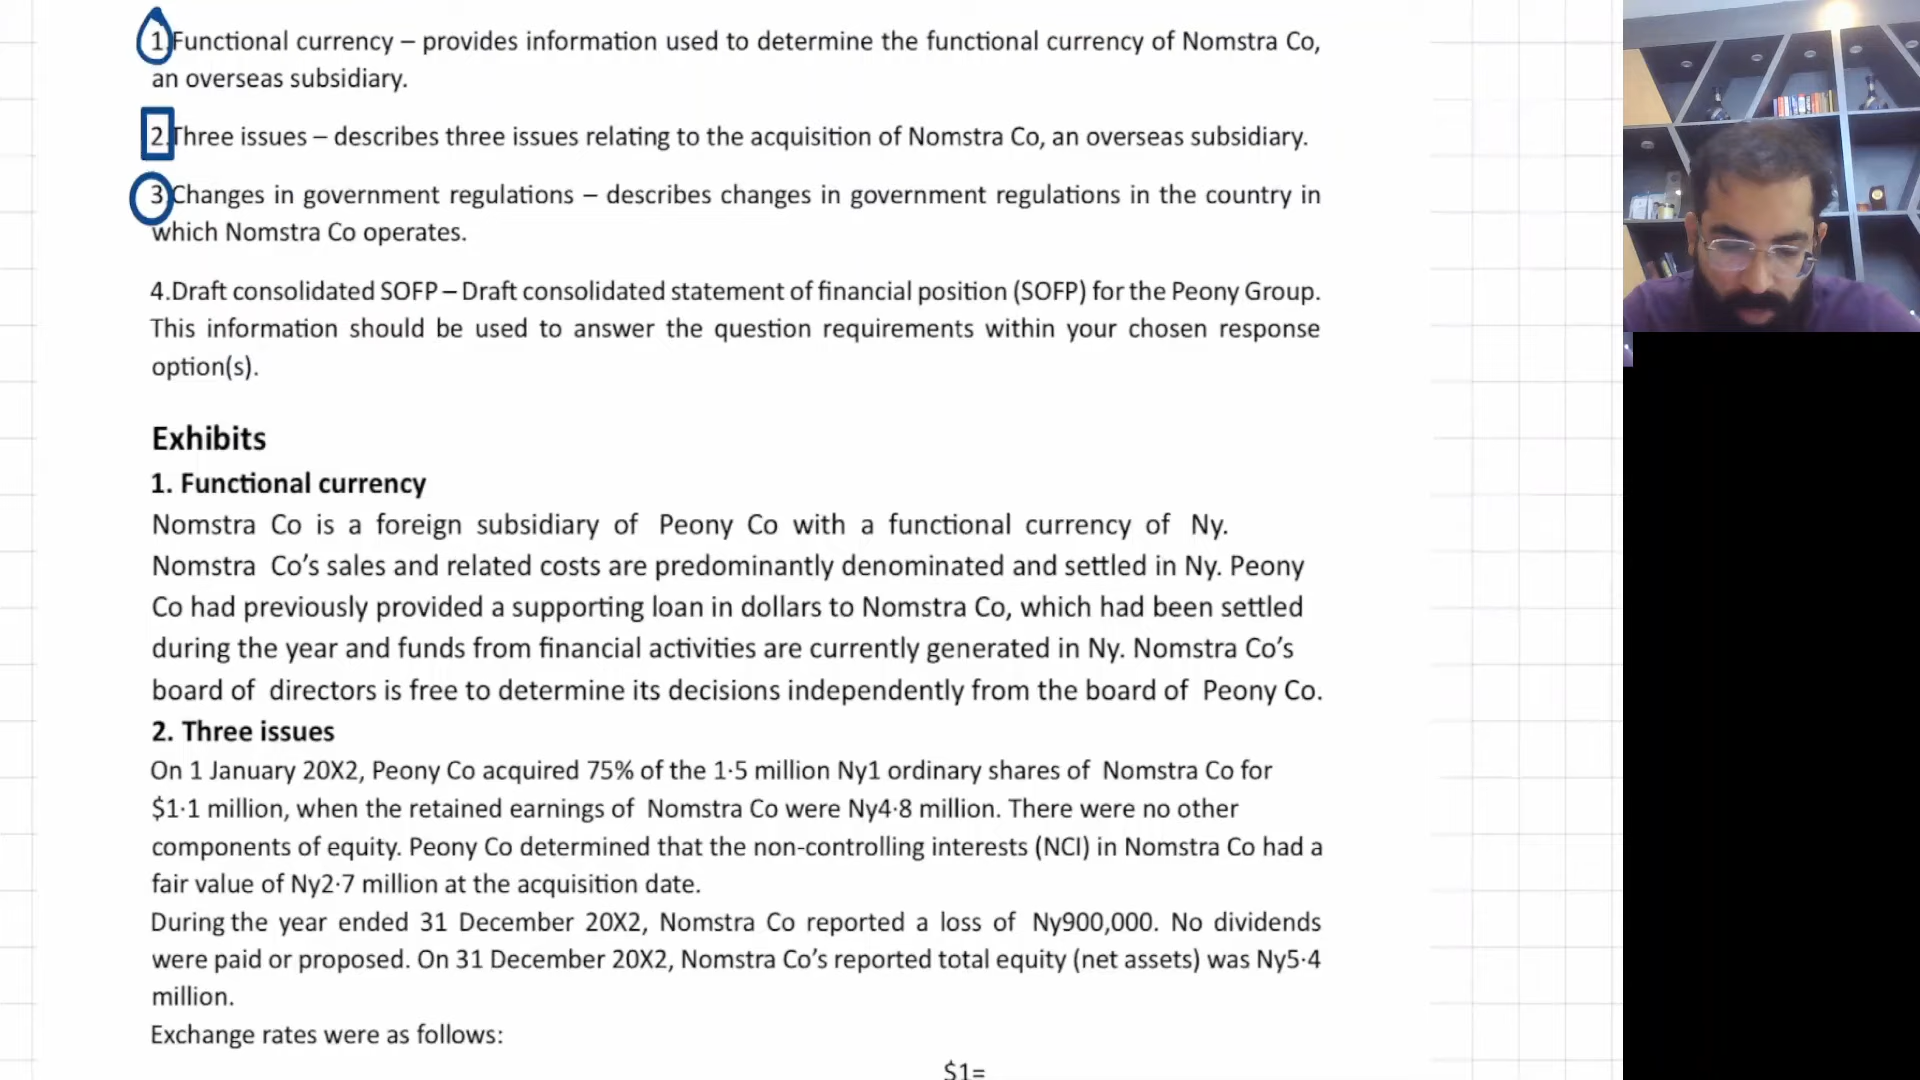 1.Functional currency – provides information used to determine the functional currency of Nomstra Co,
an overseas subsidiary.
2.Three issues – describes three issues relating to the acquisition of Nomstra Co, an overseas subsidiary.
3.Changes in government regulations – describes changes in government regulations in the country in
which Nomstra Co operates.
4.Draft consolidated SOFP – Draft consolidated statement of financial position (SOFP) for the Peony Group.
This information should be used to answer the question requirements within your chosen response
option(s).
Exhibits
1. Functional currency
Nomstra Co is a foreign subsidiary of Peony Co with a functional currency of Ny.
Nomstra Co’s sales and related costs are predominantly denominated and settled in Ny. Peony
Co had previously provided a supporting loan in dollars to Nomstra Co, which had been settled
during the year and funds from financial activities are currently generated in Ny. Nomstra Co’s
board of directors is free to determine its decisions independently from the board of Peony Co.
2. Three issues
On 1 January 20X2, Peony Co acquired 75% of the 1·5 million Ny1 ordinary shares of Nomstra Co for
$1·1 million, when the retained earnings of Nomstra Co were Ny4·8 million. There were no other
components of equity. Peony Co determined that the non-controlling interests (NCI) in Nomstra Co had a
fair value of Ny2·7 million at the acquisition date.
During the year ended 31 December 20X2, Nomstra Co reported a loss of Ny900,000. No dividends
were paid or proposed. On 31 December 20X2, Nomstra Co’s reported total equity (net assets) was Ny5·4
million.
Exchange rates were as follows:
$1=